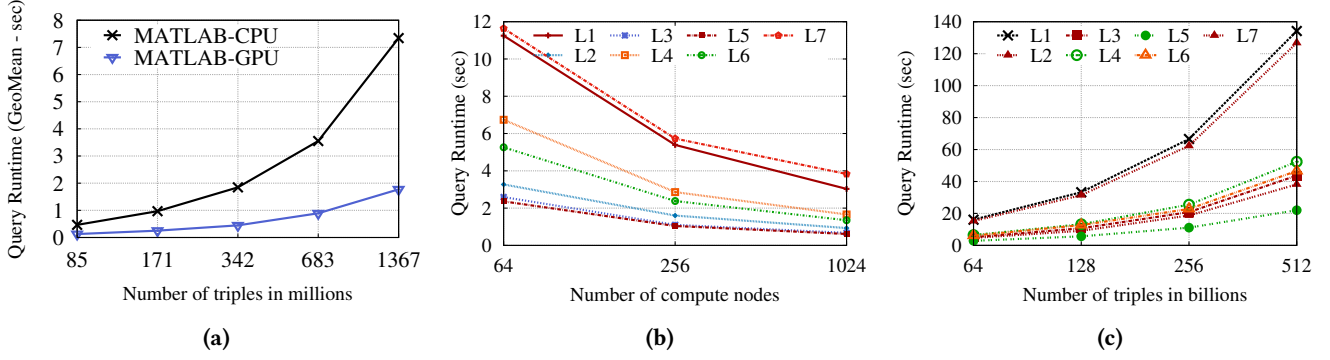 Query Runtime (GeoMean - sec)
8
7
6
5
4
3
2
1
0
MATLAB-CPU
MATLAB-GPU
85 171 342 683 1367
Number of triples in millions
(a)
Query Runtime (sec)
12
10
8
6
4
2
0
L1 L3 L5 L7
L2 L4 L6
64 256 1024
Number of compute nodes
(b)
Query Runtime (sec)
140
120
100
80
60
40
20
0
L1 L3 L5 L7
L2 L4 L6
64 128 256 512
Number of triples in billions
(c)